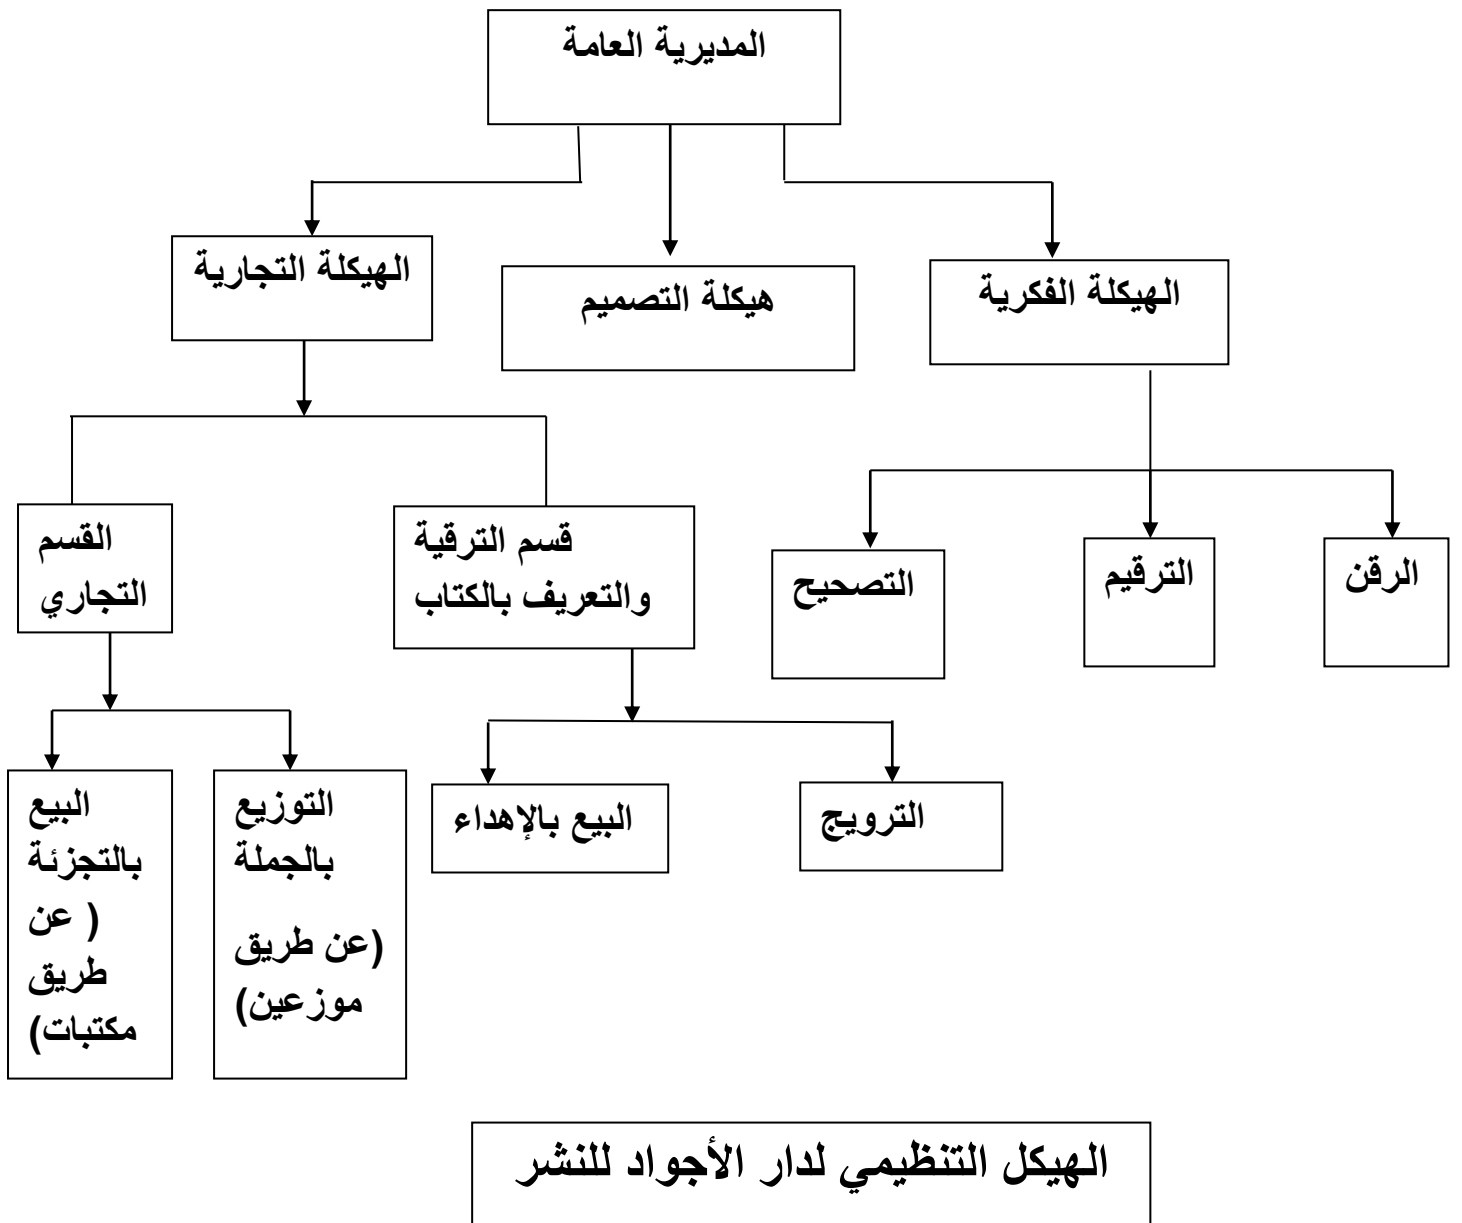 المديرية العامة
الهيكلة الفكرية
هيكلة التصميم
الهيكلة التجارية
الرقن
الترقيم
التصحيح
قسم الترقية
والتعريف بالكتاب
القسم
التجاري
الترويج
البيع بالإهداء
التوزيع
بالجملة
(عن طريق
موزعين)
البيع
بالتجزئة
( عن
طريق
مكتبات)
الهيكل التنظيمي لدار الأجواد للنشر